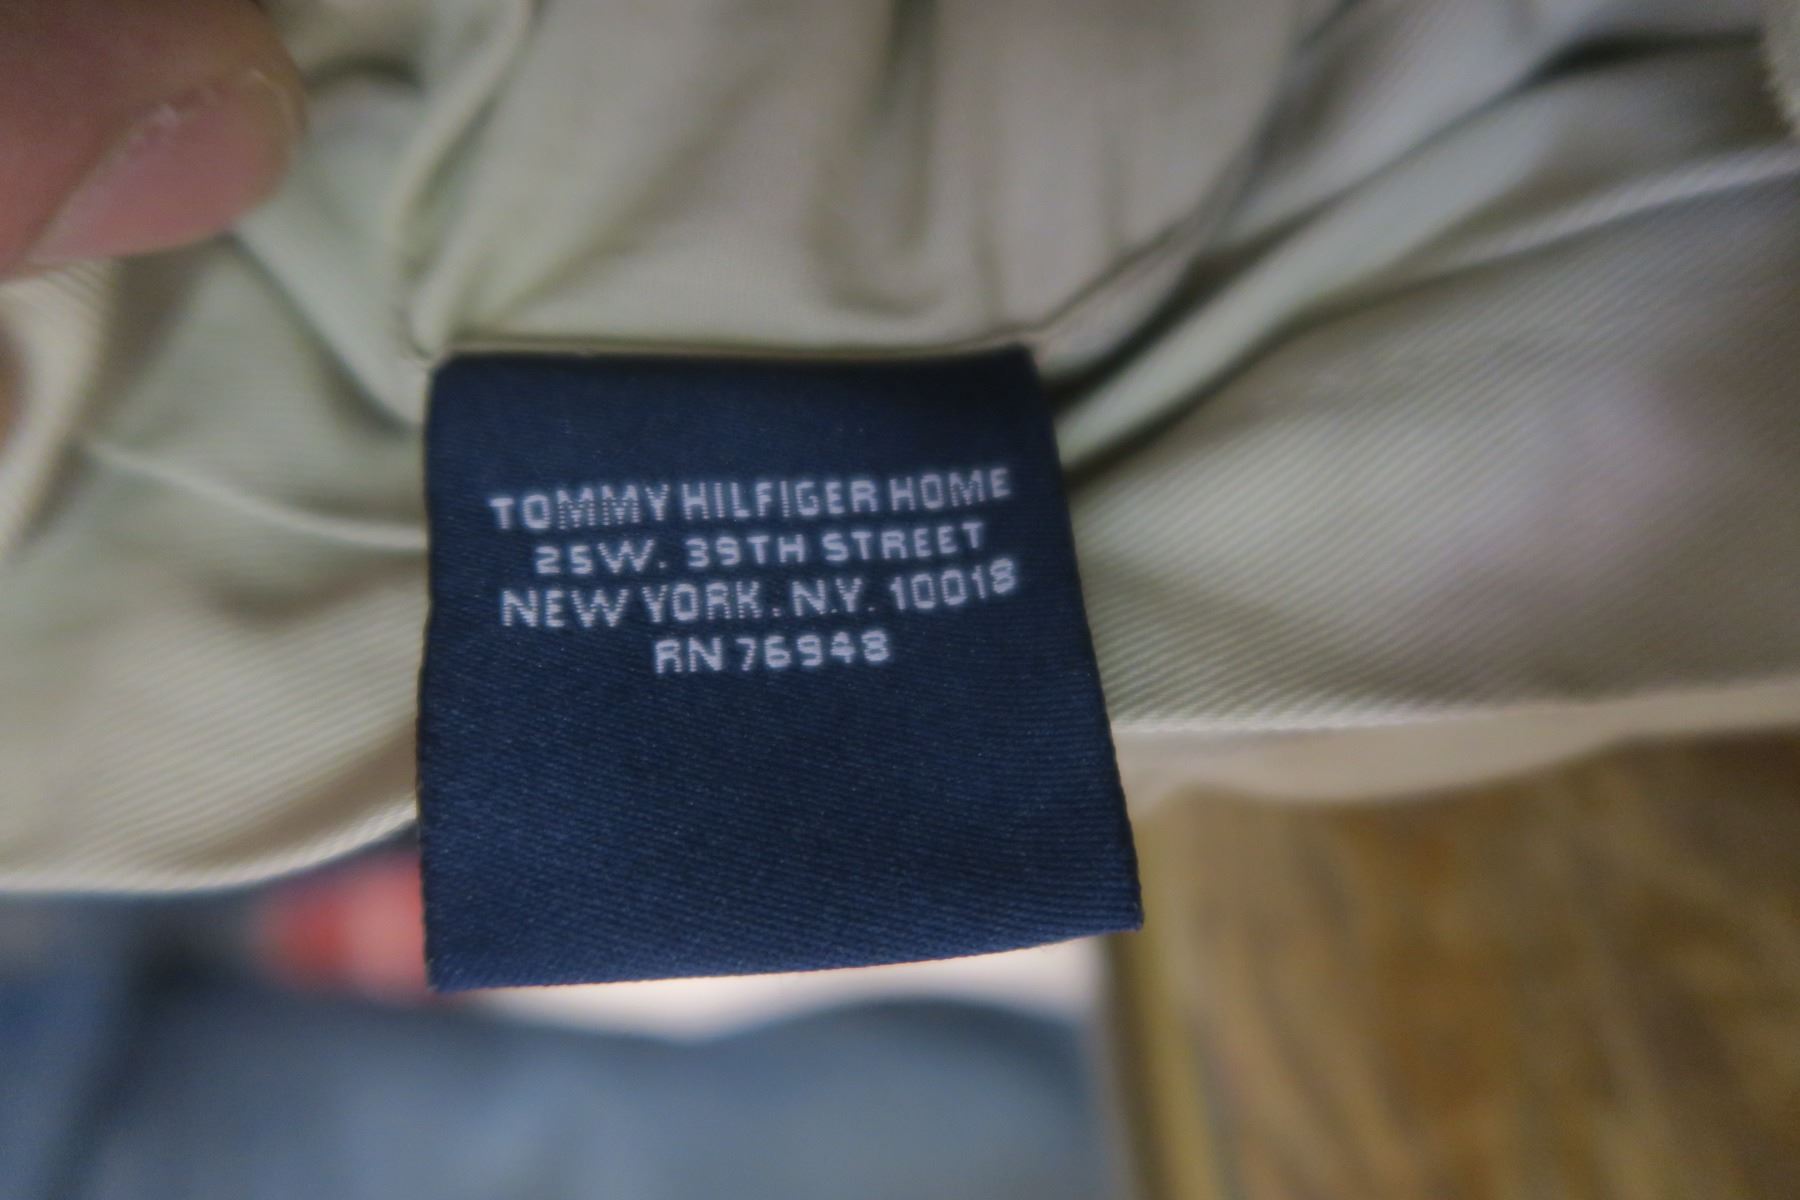 TOMMY HILFIGER HOME
25W. 39TH STREET
NEW YORK. N.Y. 10018
RN 76948